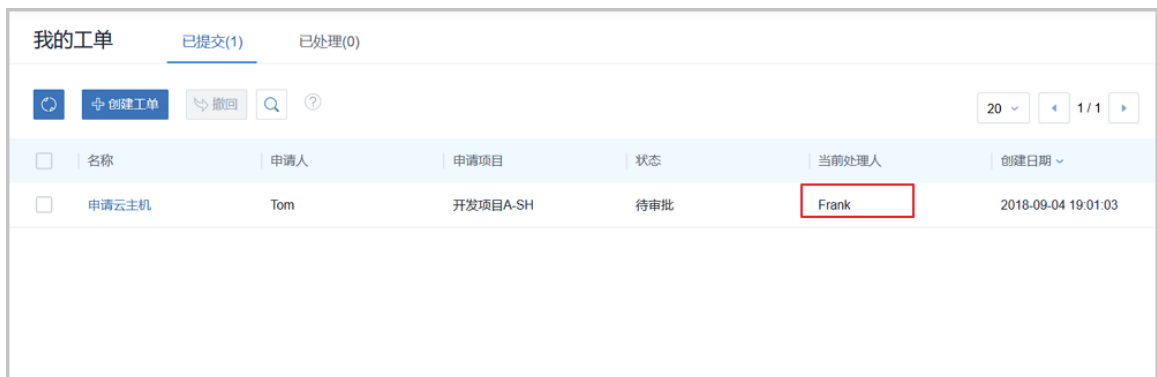 我的工单 已提交(1) 已处理(0)
创建工单 撤回 20 1 / 1
名称 申请人 申请项目 状态 当前处理人 创建日期
申请云主机 Tom 开发项目A-SH 待审批 Frank 2018-09-04 19:01:03